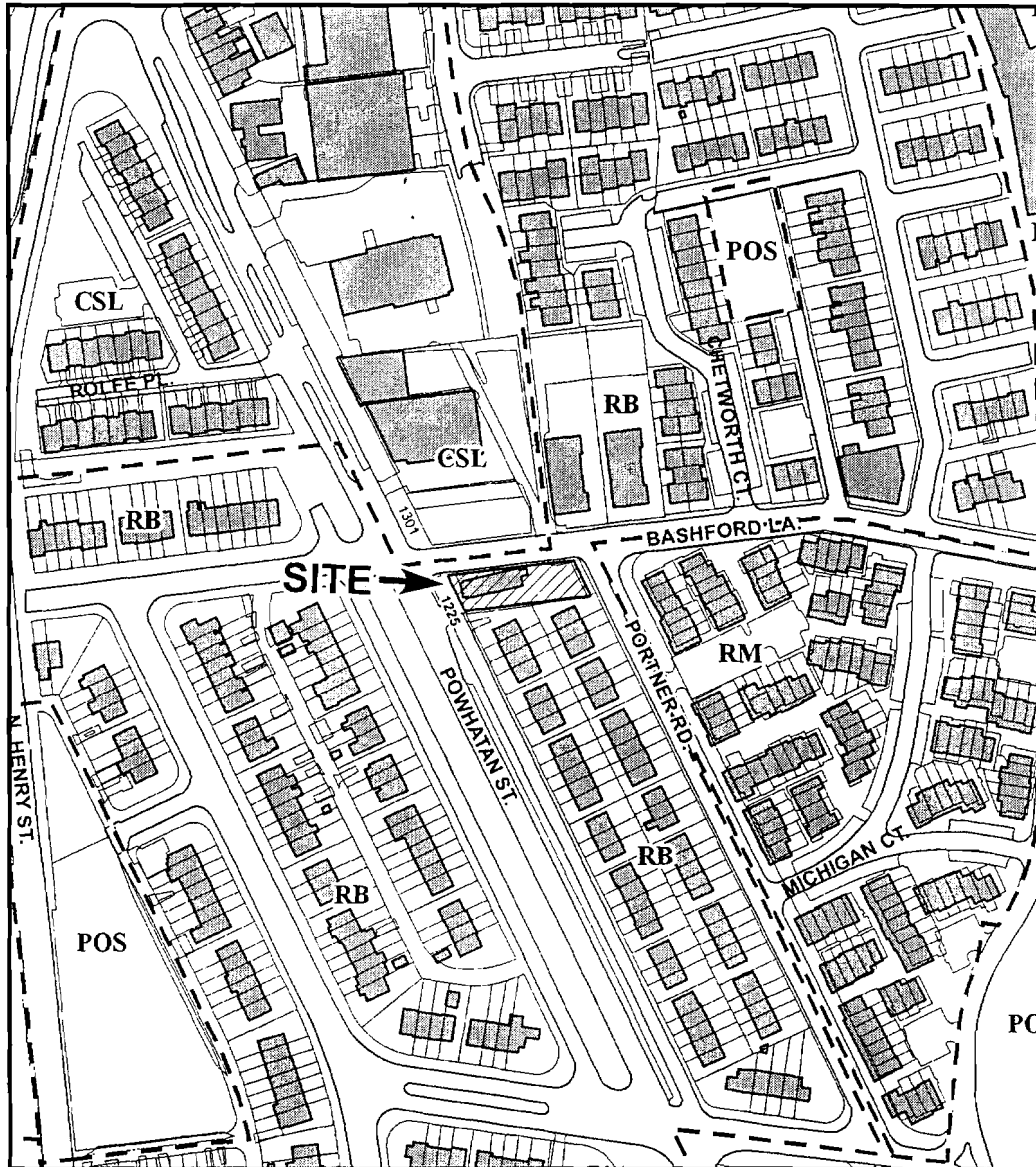 POS
CSL
ROLFE PL.
RB
CHETWORTH CT.
CSL
RB
1301
BASHFORD LA.
SITE
1225
POWHATAN ST.
PORTNER RD.
RM
N. HENRY ST.
RB
MICHIGAN CT.
RB
POS